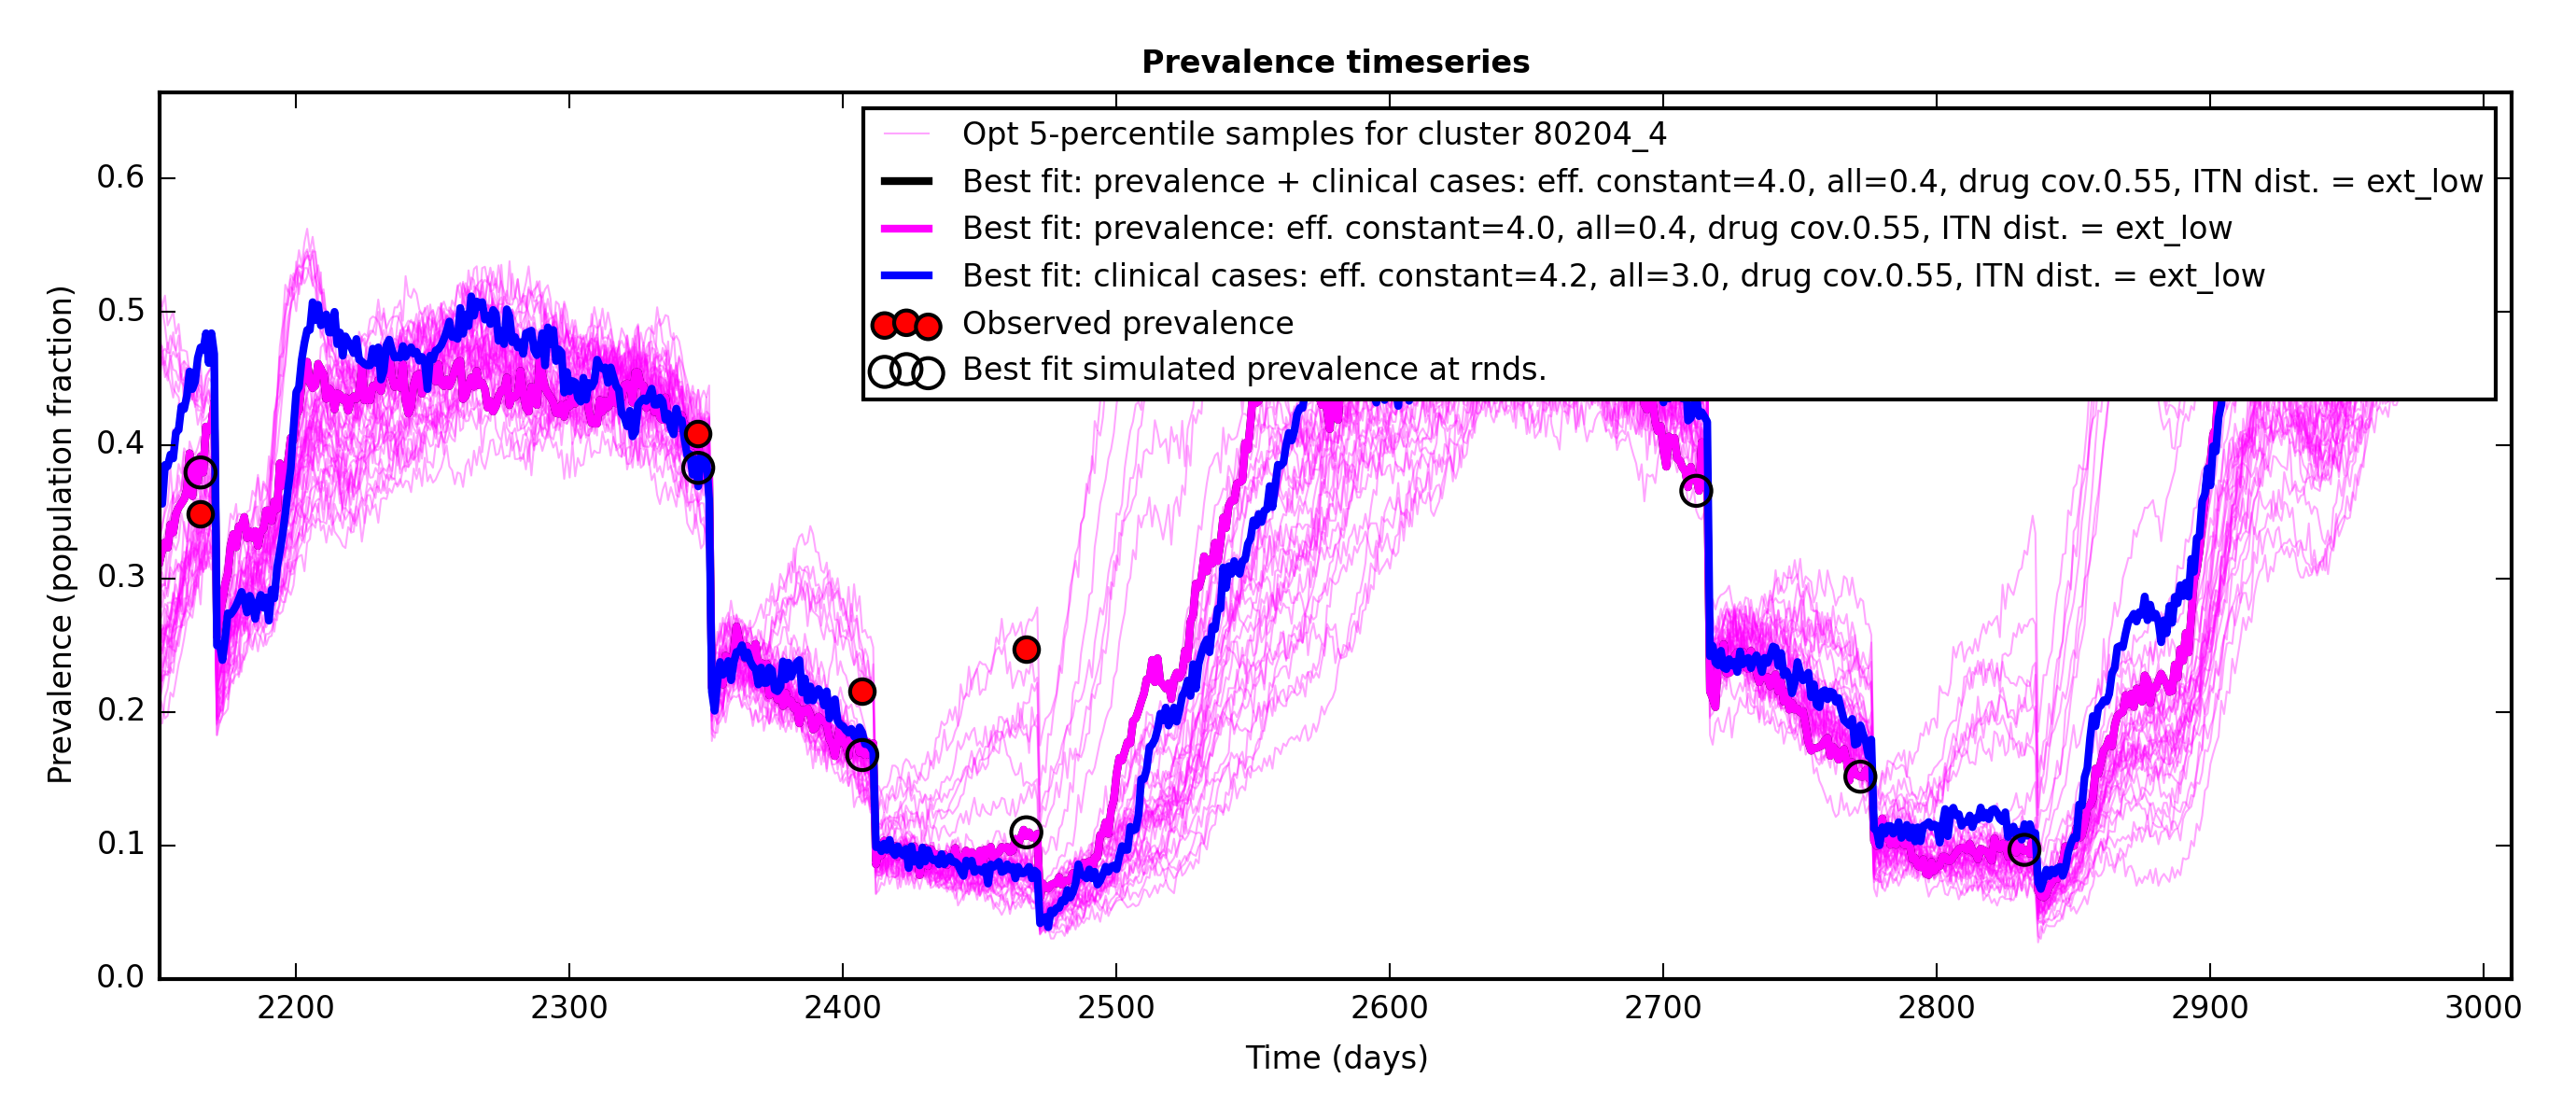 Prevalence timeseries
Opt 5-percentile samples for cluster 80204_4
Best fit: prevalence + clinical cases: eff. constant=4.0, all=0.4, drug cov.0.55, ITN dist. = ext_low
Best fit: prevalence: eff. constant=4.0, all=0.4, drug cov.0.55, ITN dist. = ext_low
Best fit: clinical cases: eff. constant=4.2, all=3.0, drug cov.0.55, ITN dist. = ext_low
Observed prevalence
Best fit simulated prevalence at rnds.
Prevalence (population fraction)
0.6
0.5
0.4
0.3
0.2
0.1
0.0
2200 2300 2400 2500 2600 2700 2800 2900 3000
Time (days)